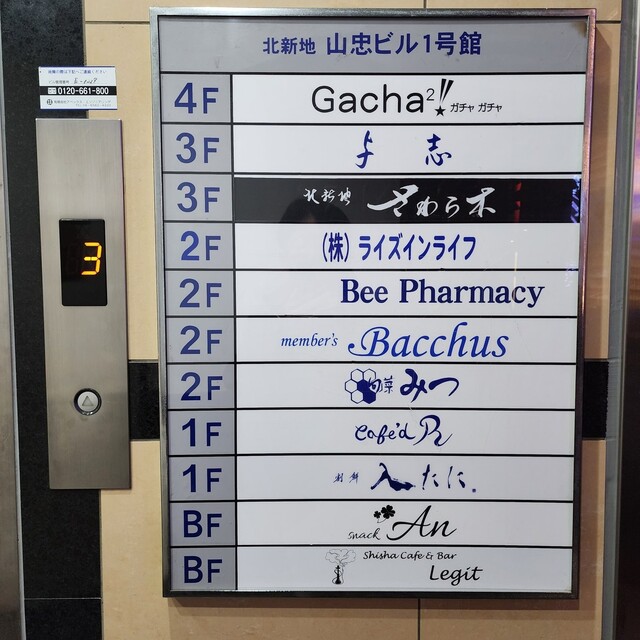 北新地 山忠ビル1号館
4F Gacha²!! ガチャ ガチャ
3F 与志
3F 北新地 さわら木
2F (株)ライズインライフ
2F Bee Pharmacy
2F member's Bacchus
2F 旬菜 みつ
1F Cafe'd R
1F 割鮮 入たに.
BF snack An
BF Shisha Cafe & Bar
Legit
0120-661-800
3